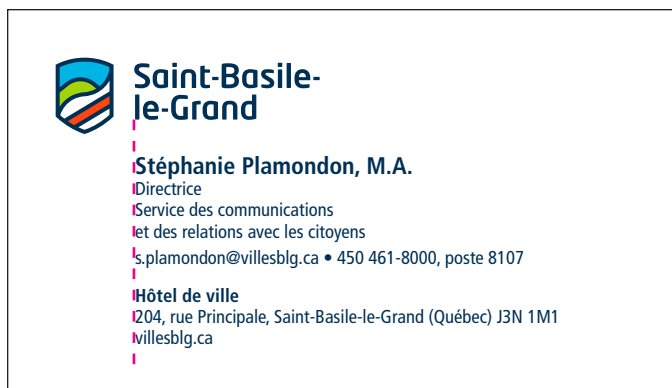 Saint-Basile-
le-Grand
Stéphanie Plamondon, M.A.
Directrice
Service des communications
et des relations avec les citoyens
s.plamondon@villesblg.ca • 450 461-8000, poste 8107
Hôtel de ville
204, rue Principale, Saint-Basile-le-Grand (Québec) J3N 1M1
villesblg.ca